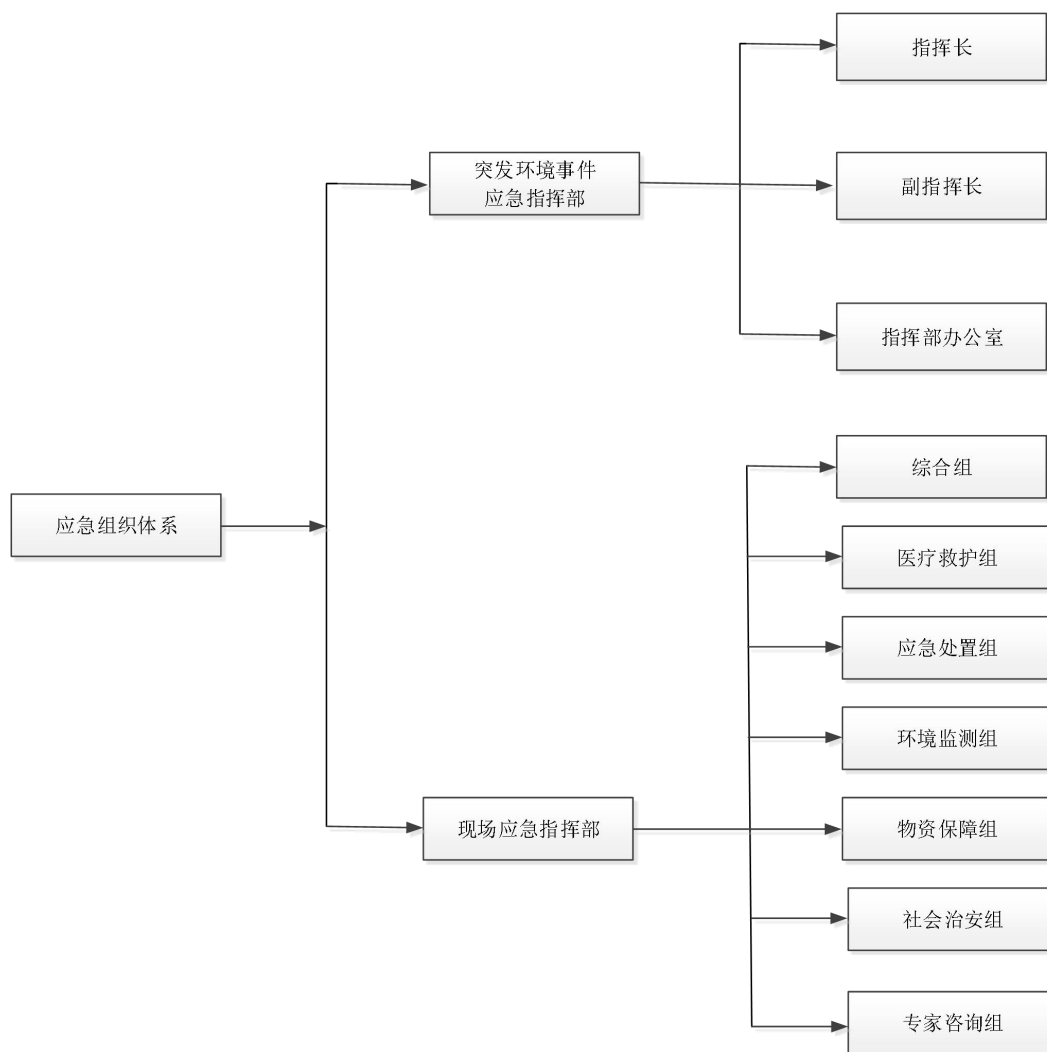 指挥长
突发环境事件
应急指挥部
副指挥长
指挥部办公室
综合组
应急组织体系
医疗救护组
应急处置组
环境监测组
现场应急指挥部
物资保障组
社会治安组
专家咨询组